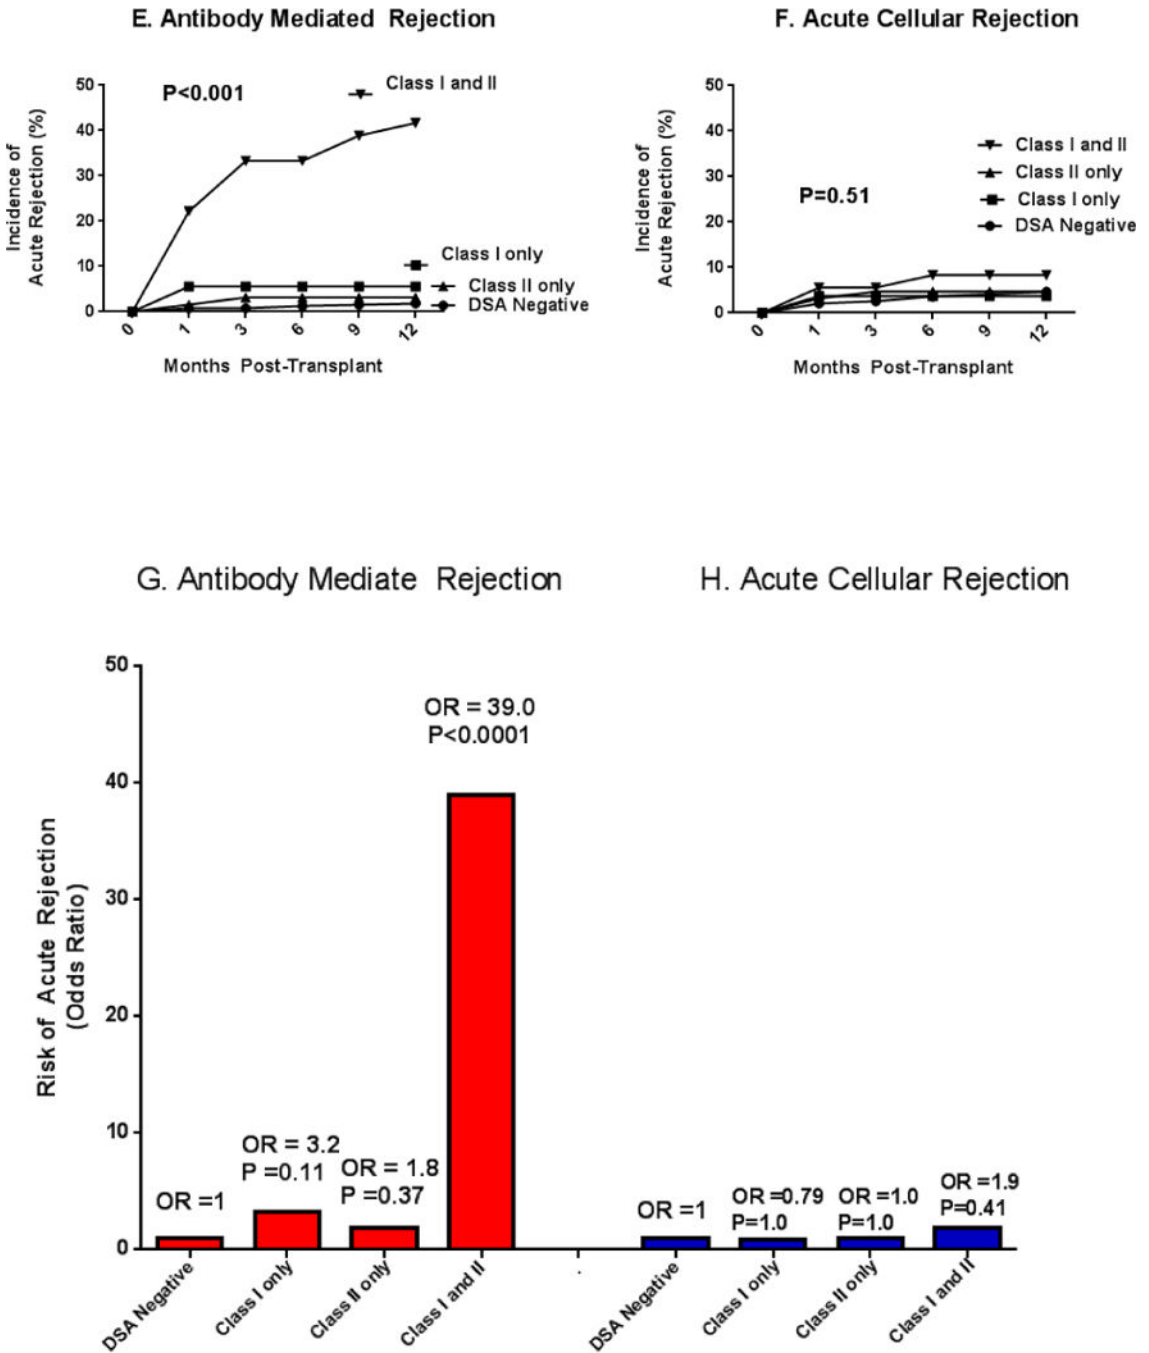 E. Antibody Mediated Rejection
Incidence of
Acute Rejection (%)
50
40
30
20
10
0
P<0.001
Class I and II
Class I only
Class II only
DSA Negative
0 1 3 6 9 12
Months Post-Transplant
F. Acute Cellular Rejection
Incidence of
Acute Rejection (%)
50
40
30
20
10
0
P=0.51
Class I and II
Class II only
Class I only
DSA Negative
0 1 3 6 9 12
Months Post-Transplant
G. Antibody Mediate Rejection
H. Acute Cellular Rejection
Risk of Acute Rejection
(Odds Ratio)
50
40
30
20
10
0
OR =1
OR = 3.2
P =0.11
OR = 1.8
P =0.37
OR = 39.0
P<0.0001
OR =1
OR =0.79
P=1.0
OR =1.0
P=1.0
OR =1.9
P=0.41
DSA Negative
Class I only
Class II only
Class I and II
.
DSA Negative
Class I only
Class II only
Class I and II